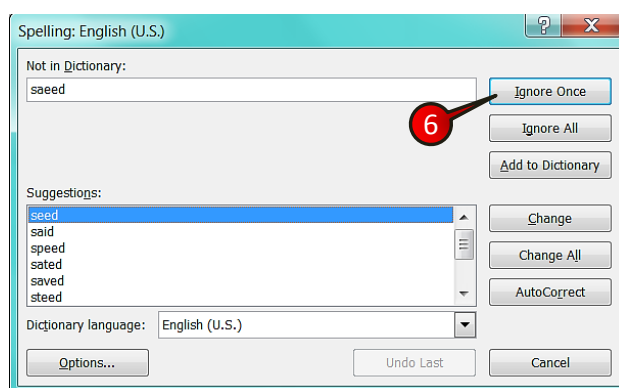 Spelling: English (U.S.)
?
X
Not in Dictionary:
saeed
Ignore Once
6
Ignore All
Add to Dictionary
Suggestions:
seed
said
speed
sated
saved
steed
Change
Change All
AutoCorrect
Dictionary language:
English (U.S.)
Options...
Undo Last
Cancel